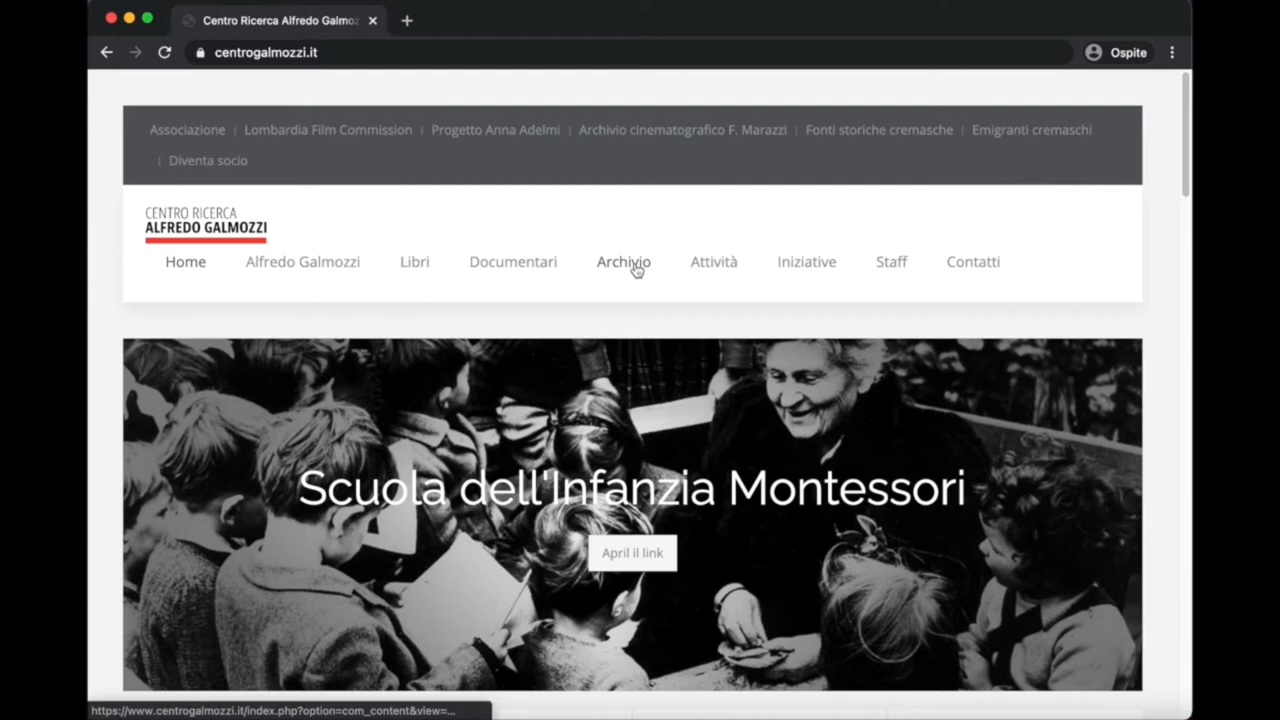 Centro Ricerca Alfredo Galmoz
centrogalmozzi.it
Ospite
Associazione | Lombardia Film Commission | Progetto Anna Adelmi | Archivio cinematografico F. Marazzi | Fonti storiche cremasche | Emigranti cremaschi
| Diventa socio
CENTRO RICERCA
ALFREDO GALMOZZI
Home Alfredo Galmozzi Libri Documentari Archivio Attività Iniziative Staff Contatti
Scuola dell'Infanzia Montessori
April il link
https://www.centrogalmozzi.it/index.php?option=com_content&view=...